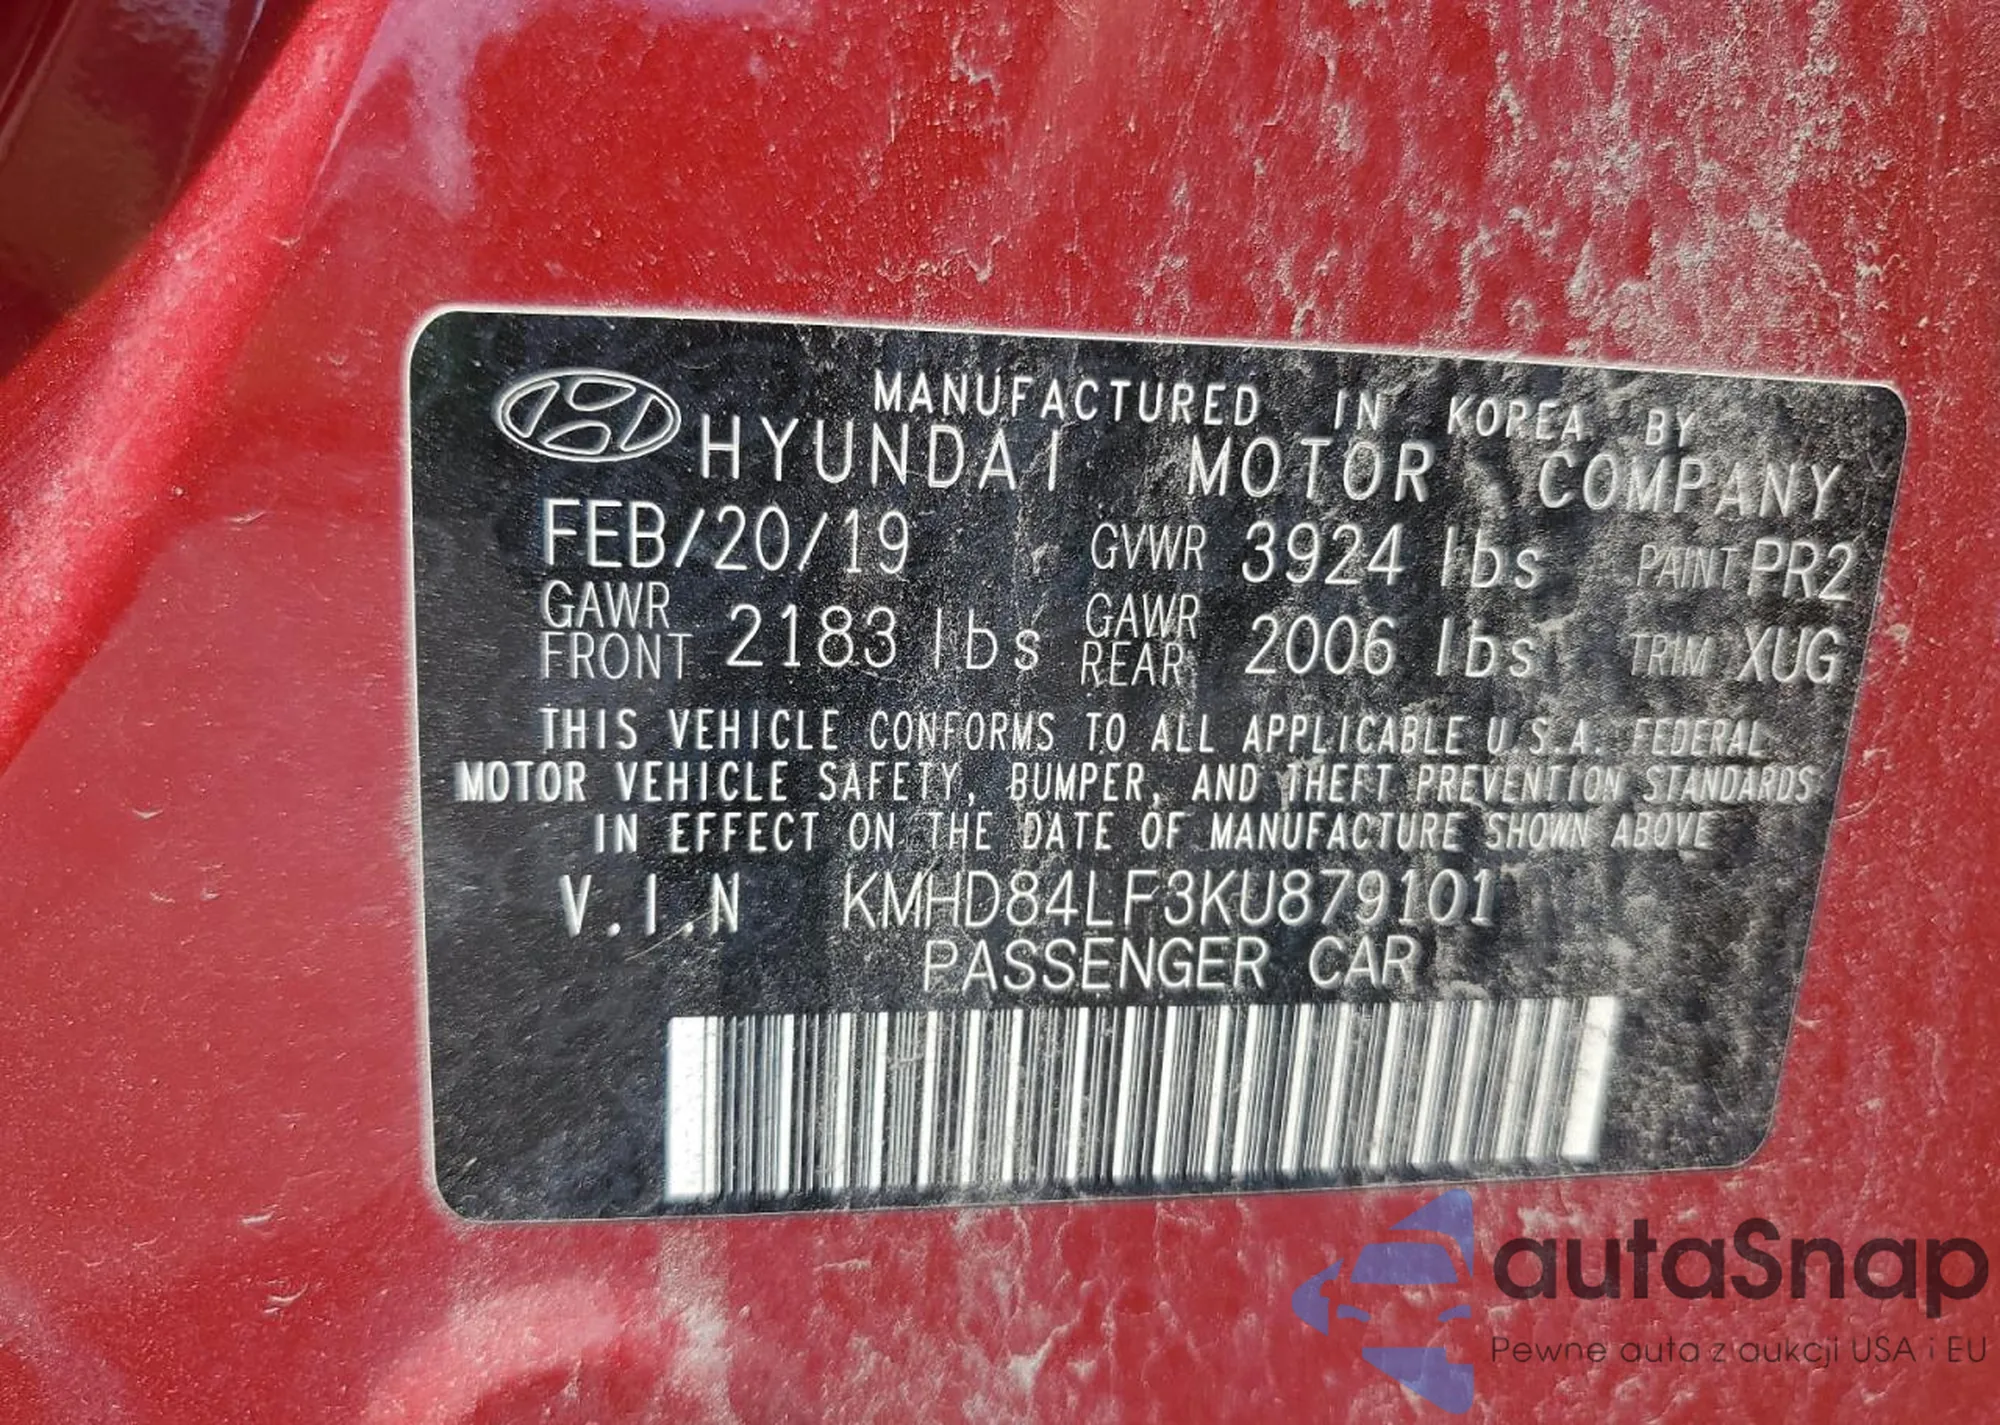 MANUFACTURED IN KOREA BY
HYUNDAI MOTOR COMPANY
FEB/20/19 GVWR 3924 lbs PAINT PR2
GAWR FRONT 2183 lbs GAWR REAR 2006 lbs TRIM XUG
THIS VEHICLE CONFORMS TO ALL APPLICABLE U.S.A. FEDERAL
MOTOR VEHICLE SAFETY, BUMPER, AND THEFT PREVENTION STANDARDS
IN EFFECT ON THE DATE OF MANUFACTURE SHOWN ABOVE
V.I.N KMHD84LF3KU879101
PASSENGER CAR
autaSnap
Pewne auta z aukcji USA i EU